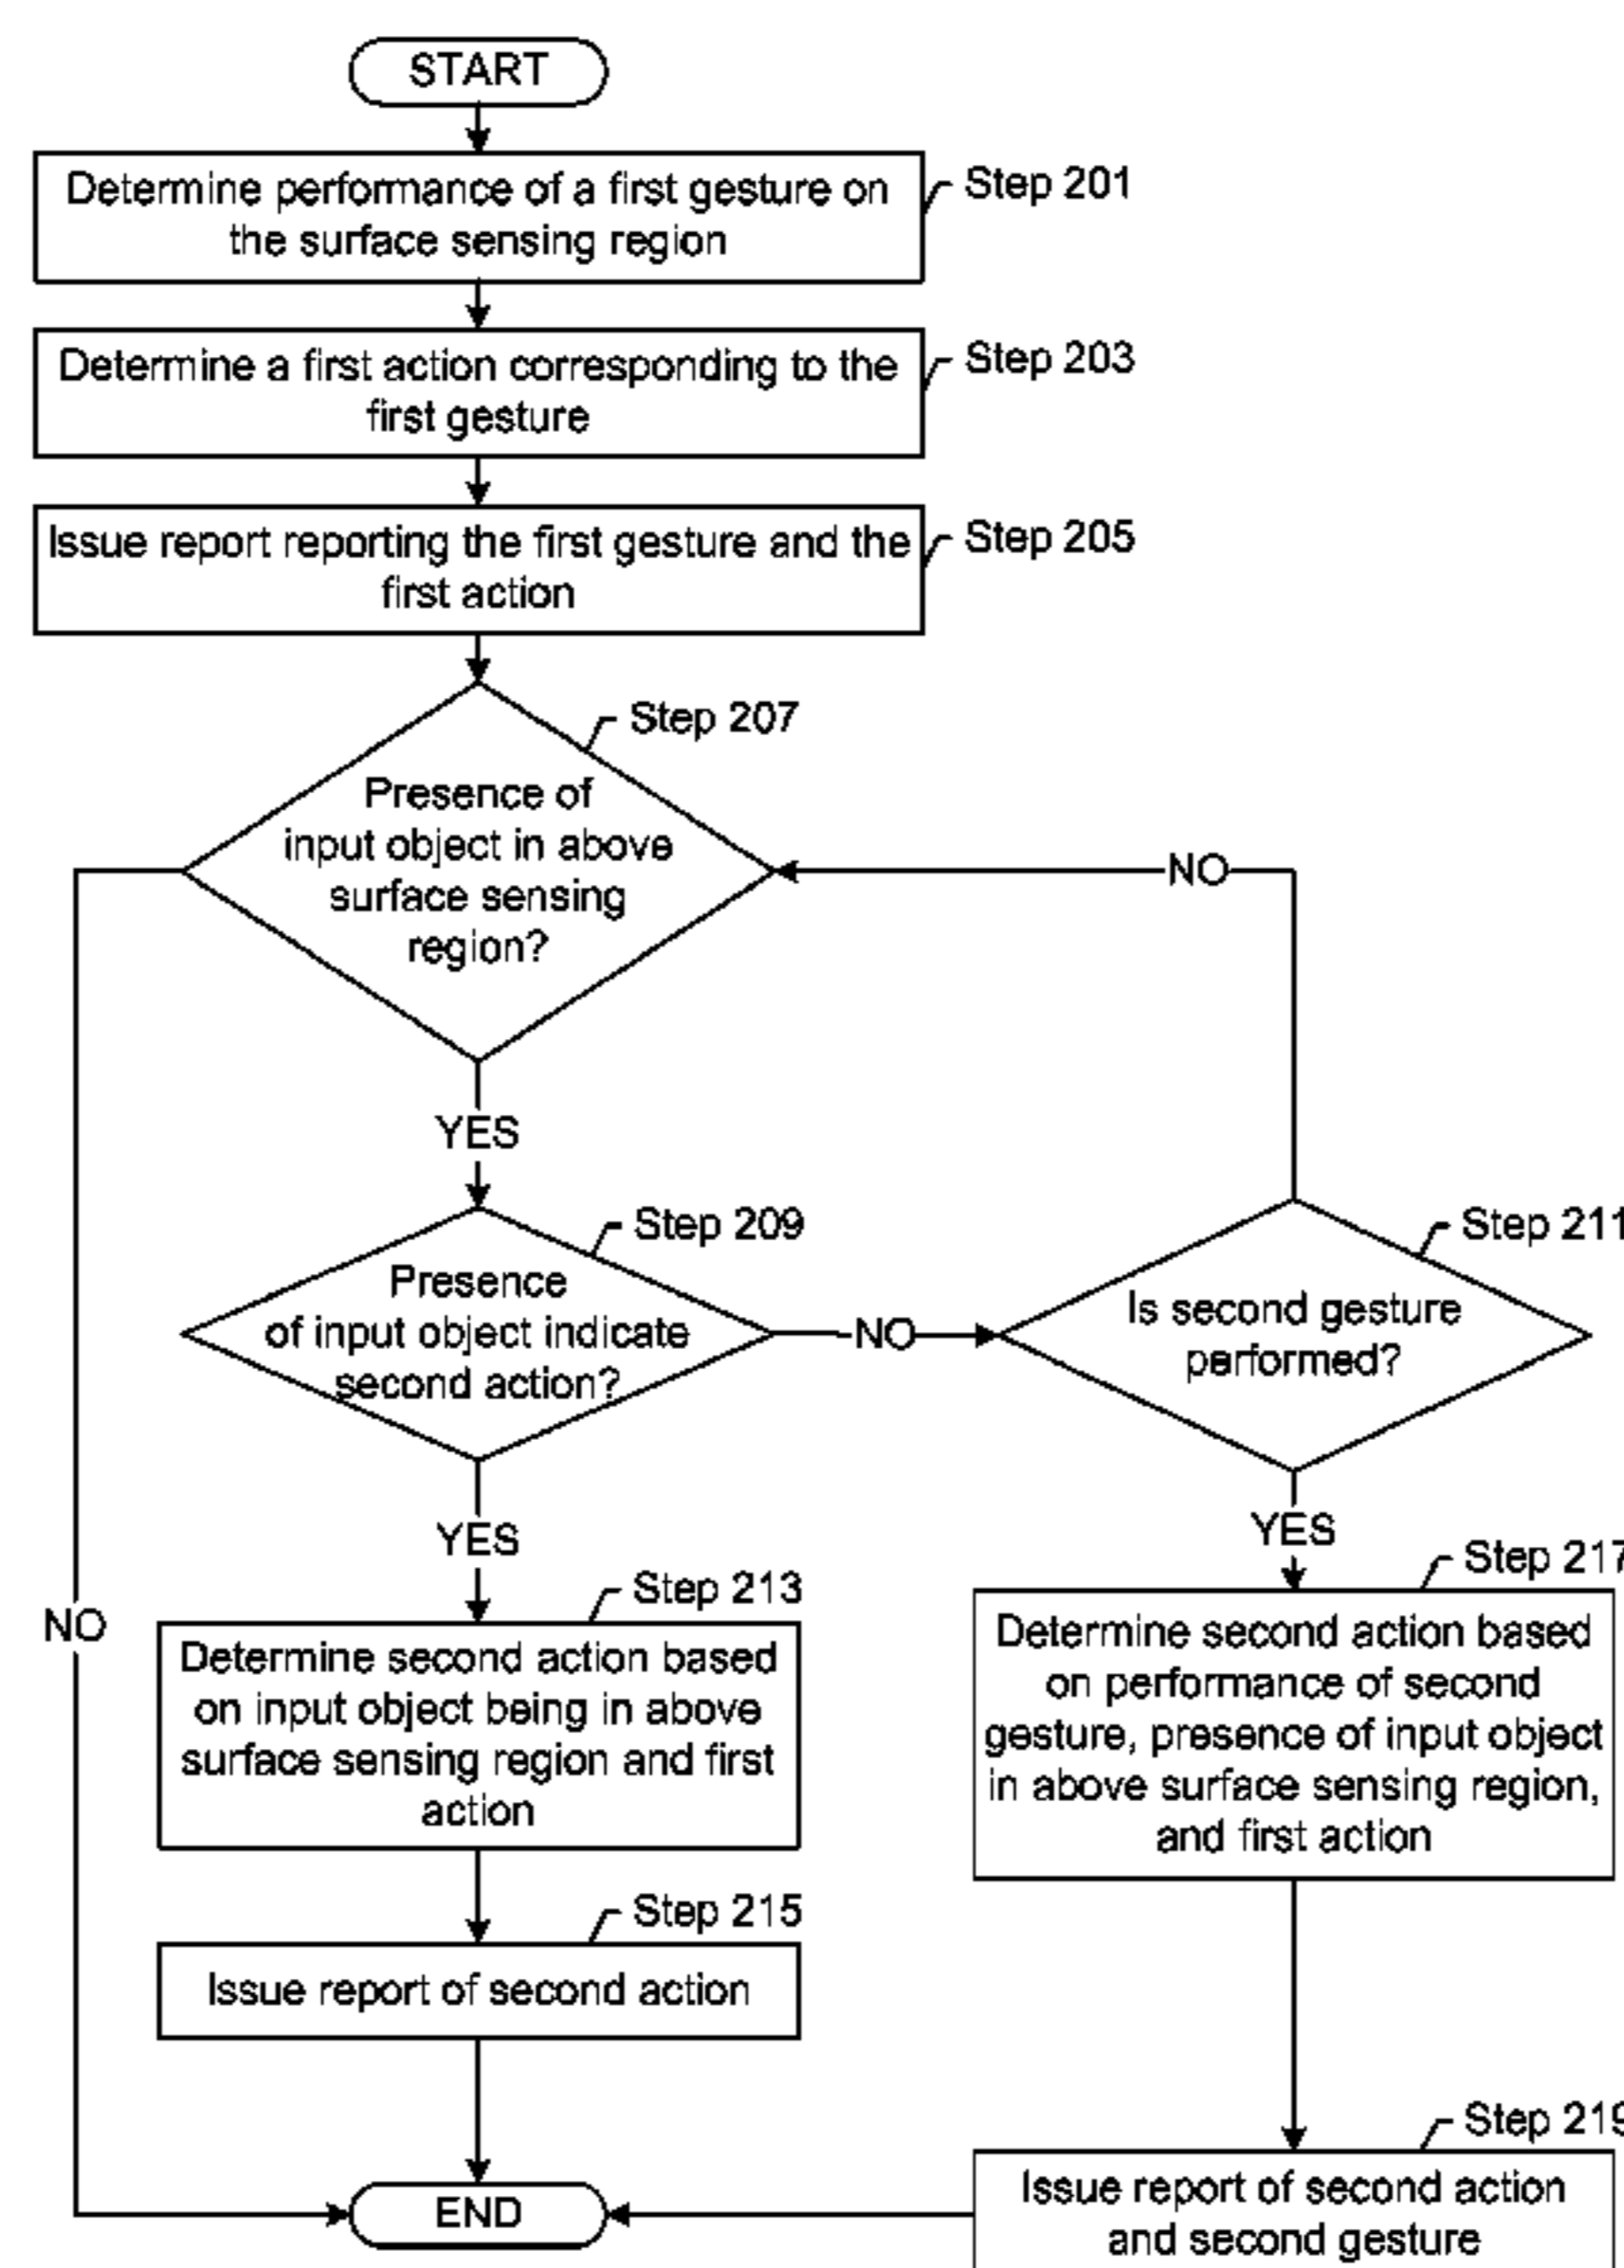 START
Determine performance of a first gesture on
the surface sensing region
Step 201
Determine a first action corresponding to the
first gesture
Step 203
Issue report reporting the first gesture and the
first action
Step 205
Step 207
Presence of
input object in above
surface sensing
region?
NO
YES
Step 209
Presence
of input object indicate
second action?
NO
Step 211
Is second gesture
performed?
YES
YES
NO
Step 213
Determine second action based
on input object being in above
surface sensing region and first
action
Step 217
Determine second action based
on performance of second
gesture, presence of input object
in above surface sensing region,
and first action
Step 215
Issue report of second action
Step 219
Issue report of second action
and second gesture
END